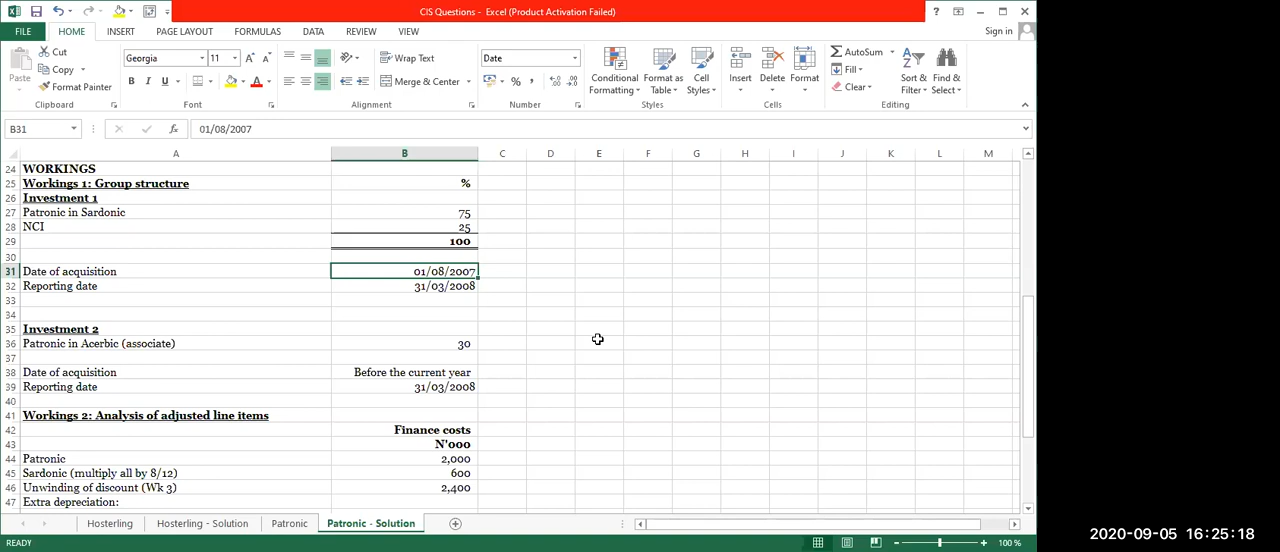 CIS Questions - Excel (Product Activation Failed)
FILE HOME INSERT PAGE LAYOUT FORMULAS DATA REVIEW VIEW Sign in
Cut
Copy
Format Painter
Paste
Clipboard
Georgia 11
B I U
Font
Wrap Text
Merge & Center
Alignment
Date
Number
Conditional Formatting
Format as Table
Cell Styles
Styles
Insert Delete Format
Cells
AutoSum
Fill
Clear
Sort & Filter
Find & Select
Editing
B31 fx 01/08/2007
A B C D E F G H I J K L M
24 WORKINGS
25 Workings 1: Group structure %
26 Investment 1
27 Patronic in Sardonic 75
28 NCI 25
29 100
30
31 Date of acquisition 01/08/2007
32 Reporting date 31/03/2008
33
34
35 Investment 2
36 Patronic in Acerbic (associate) 30
37
38 Date of acquisition Before the current year
39 Reporting date 31/03/2008
40
41 Workings 2: Analysis of adjusted line items
42 Finance costs
43 N'000
44 Patronic 2,000
45 Sardonic (multiply all by 8/12) 600
46 Unwinding of discount (Wk 3) 2,400
47 Extra depreciation:
Hosterling Hosterling - Solution Patronic Patronic - Solution
READY 100 %
2020-09-05 16:25:18